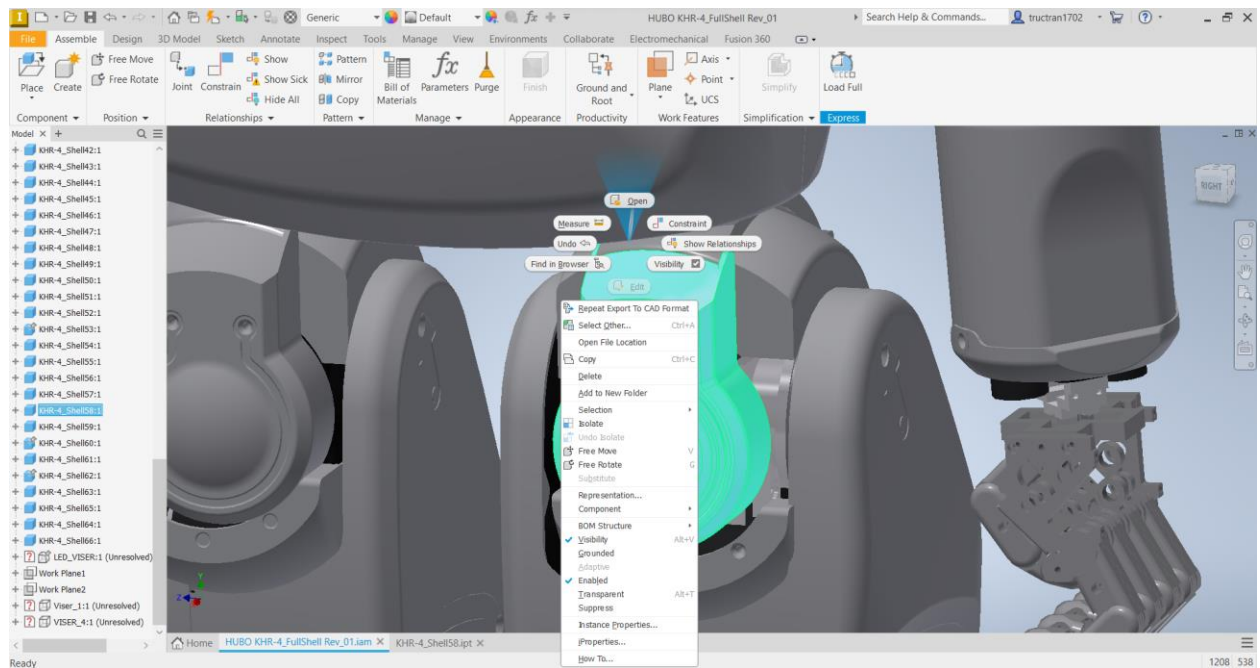 Generic
Default
HUBO KHR-4_FullShell Rev_01
Search Help & Commands...
tructran1702
File
Assemble
Design
3D Model
Sketch
Annotate
Inspect
Tools
Manage
View
Environments
Collaborate
Electromechanical
Fusion 360
Place
Create
Free Move
Free Rotate
Joint
Constrain
Show
Show Sick
Hide All
Pattern
Mirror
Copy
Bill of
Materials
fx
Parameters
Purge
Finish
Ground and
Root
Plane
Axis
Point
UCS
Simplify
Load Full
Component
Position
Relationships
Pattern
Manage
Appearance
Productivity
Work Features
Simplification
Express
Model
KHR-4_Shell42:1
KHR-4_Shell43:1
KHR-4_Shell44:1
KHR-4_Shell45:1
KHR-4_Shell46:1
KHR-4_Shell47:1
KHR-4_Shell48:1
KHR-4_Shell49:1
KHR-4_Shell50:1
KHR-4_Shell51:1
KHR-4_Shell52:1
KHR-4_Shell53:1
KHR-4_Shell54:1
KHR-4_Shell55:1
KHR-4_Shell56:1
KHR-4_Shell57:1
KHR-4_Shell58:1
KHR-4_Shell59:1
KHR-4_Shell60:1
KHR-4_Shell61:1
KHR-4_Shell62:1
KHR-4_Shell63:1
KHR-4_Shell65:1
KHR-4_Shell64:1
KHR-4_Shell66:1
LED_VISER:1 (Unresolved)
Work Plane1
Work Plane2
Viser_1:1 (Unresolved)
VISER_4:1 (Unresolved)
RIGHT
Open
Measure
Constraint
Undo
Show Relationships
Find in Browser
Visibility
Edit
Repeat Export To CAD Format
Select Other... Ctrl+A
Open File Location
Copy Ctrl+C
Delete
Add to New Folder
Selection
Isolate
Undo Isolate
Free Move V
Free Rotate G
Substitute
Representation...
Component
BOM Structure
Visibility Alt+V
Grounded
Adaptive
Enabled
Transparent Alt+T
Suppress
Instance Properties...
iProperties...
How To...
Y
Z
Home
HUBO KHR-4_FullShell Rev_01.iam
KHR-4_Shell58.ipt
Ready
1208 538